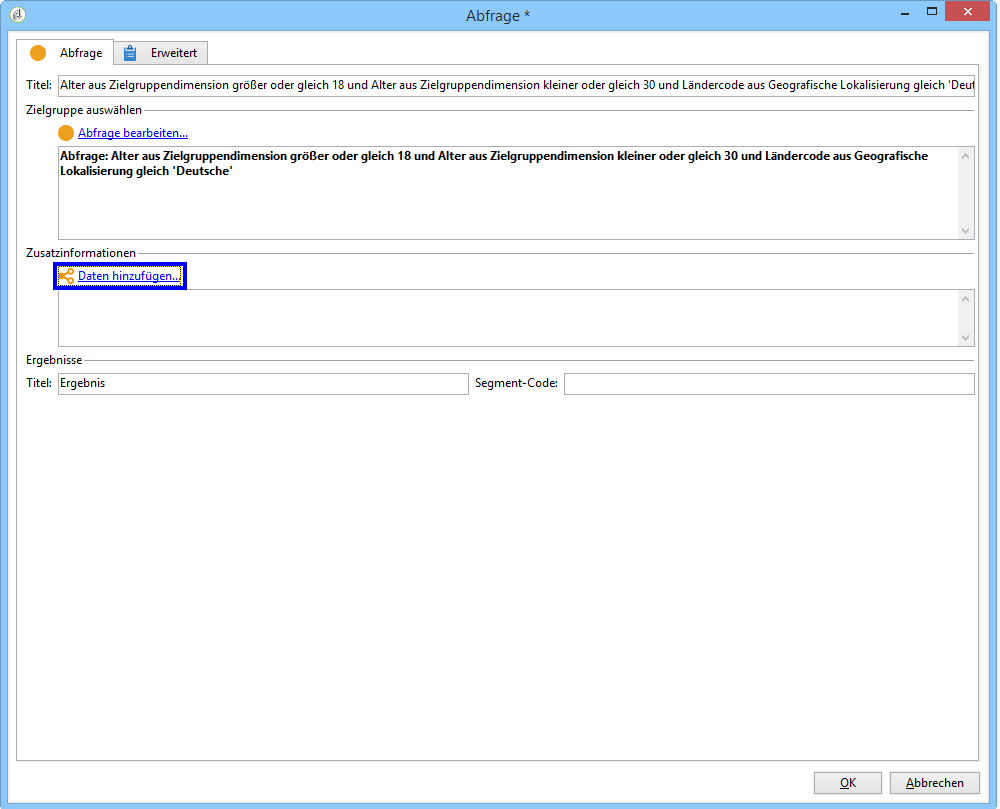 Abfrage *
Abfrage
Erweitert
Titel: Alter aus Zielgruppendimension größer oder gleich 18 und Alter aus Zielgruppendimension kleiner oder gleich 30 und Ländercode aus Geografische Lokalisierung gleich 'Deut
Zielgruppe auswählen
Abfrage bearbeiten...
Abfrage: Alter aus Zielgruppendimension größer oder gleich 18 und Alter aus Zielgruppendimension kleiner oder gleich 30 und Ländercode aus Geografische
Lokalisierung gleich 'Deutsche'
Zusatzinformationen
Daten hinzufügen...
Ergebnisse
Titel: Ergebnis Segment-Code:
OK Abbrechen